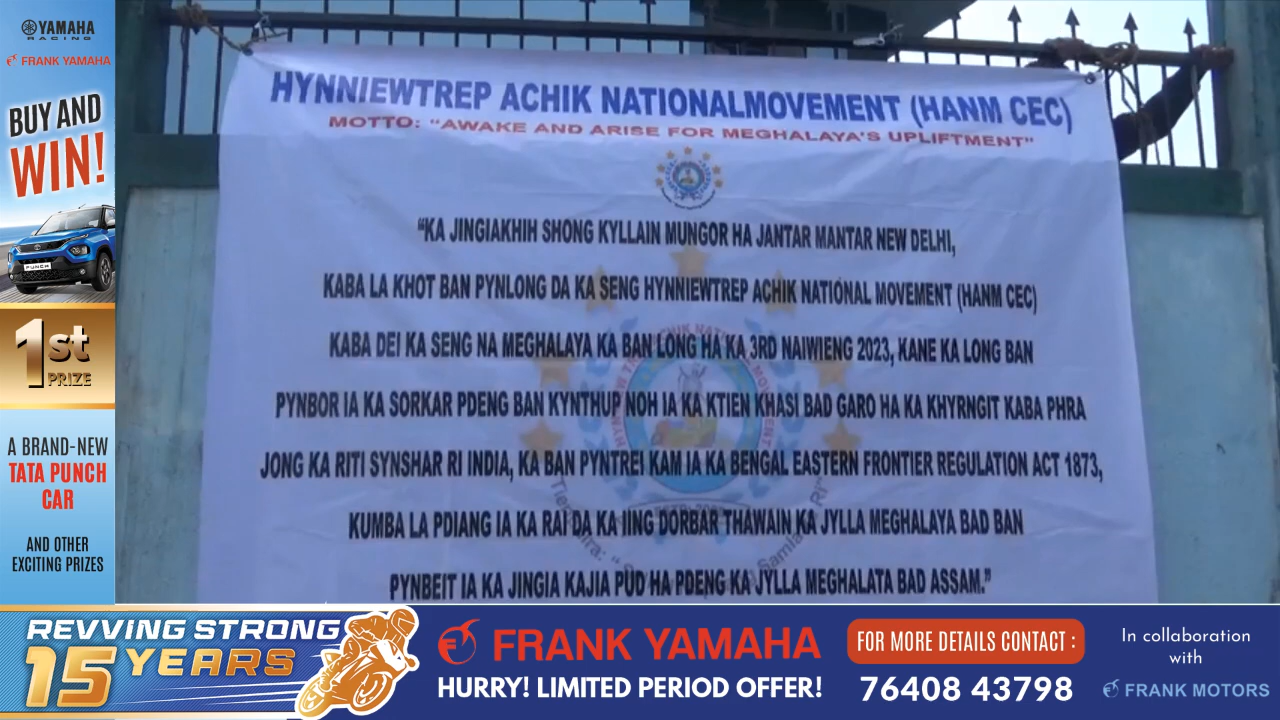 YAMAHA
RACING
FRANK YAMAHA
BUY AND
WIN!
PUNCH
1st
PRIZE
A BRAND-NEW
TATA PUNCH
CAR
AND OTHER
EXCITING PRIZES
HYNNIEWTREP ACHIK NATIONALMOVEMENT (HANM CEC)
MOTTO: "AWAKE AND ARISE FOR MEGHALAYA'S UPLIFTMENT"
"KA JINGIAKHIH SHONG KYLLAIN MUNGOR HA JANTAR MANTAR NEW DELHI,
KABA LA KHOT BAN PYNLONG DA KA SENG HYNNIEWTREP ACHIK NATIONAL MOVEMENT (HANM CEC)
KABA DEI KA SENG NA MEGHALAYA KA BAN LONG HA KA 3RD NAIWIENG 2023, KANE KA LONG BAN
PYNBOR IA KA SORKAR PDENG BAN KYNTHUP NOH IA KA KTIEN KHASI BAD GARO HA KA KHYRNGIT KABA PHRA
JONG KA RITI SYNSHAR RI INDIA, KA BAN PYNTREI KAM IA KA BENGAL EASTERN FRONTIER REGULATION ACT 1873,
KUMBA LA PDIANG IA KA RAI DA KA IING DORBAR THAWAIN KA JYLLA MEGHALAYA BAD BAN
PYNBEIT IA KA JINGIA KAJIA PUD HA PDENG KA JYLLA MEGHALATA BAD ASSAM."
REVVING STRONG
15 YEARS
FRANK YAMAHA
HURRY! LIMITED PERIOD OFFER!
FOR MORE DETAILS CONTACT :
76408 43798
In collaboration
with
FRANK MOTORS